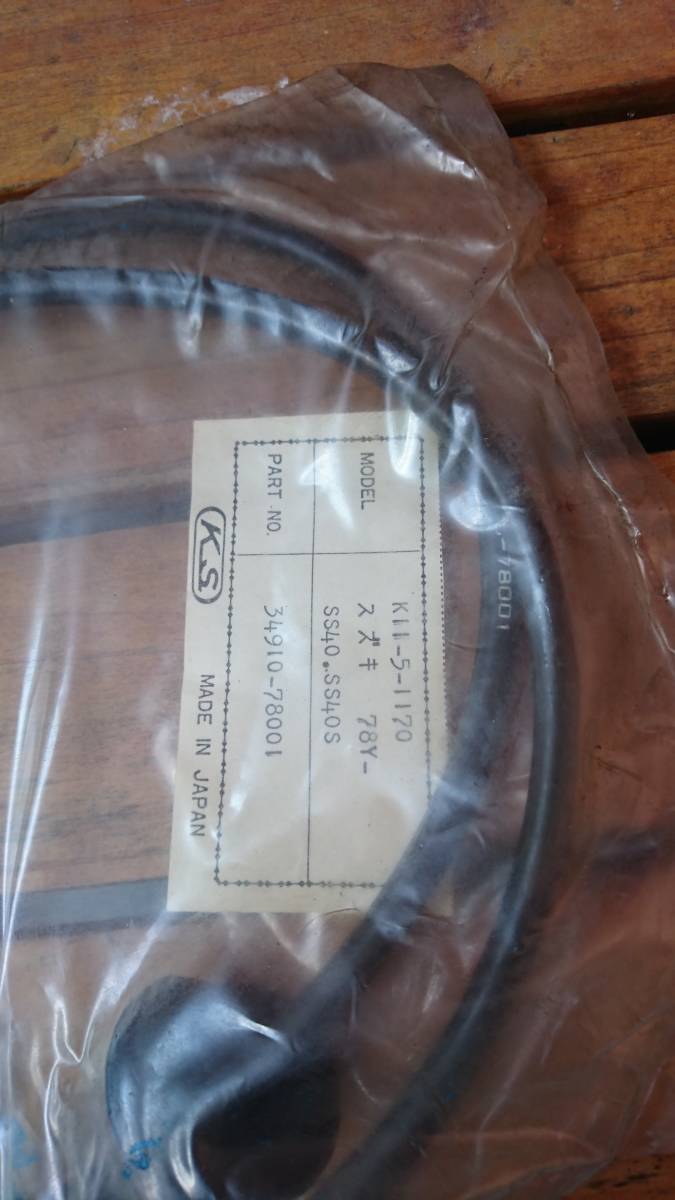 MODEL
K11-5-1170
スズキ 78Y-
SS40.SS40S
PART NO.
34910-78001
KS
MADE IN JAPAN
-78001